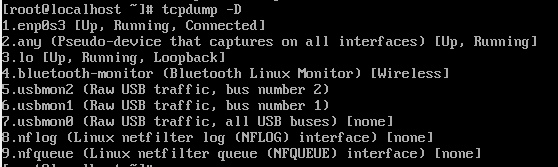 [root@localhost ~]# tcpdump -D
1.enp0s3 [Up, Running, Connected]
2.any (Pseudo-device that captures on all interfaces) [Up, Running]
3.lo [Up, Running, Loopback]
4.bluetooth-monitor (Bluetooth Linux Monitor) [Wireless]
5.usbmon2 (Raw USB traffic, bus number 2)
6.usbmon1 (Raw USB traffic, bus number 1)
7.usbmon0 (Raw USB traffic, all USB buses) [none]
8.nflog (Linux netfilter log (NFLOG) interface) [none]
9.nfqueue (Linux netfilter queue (NFQUEUE) interface) [none]